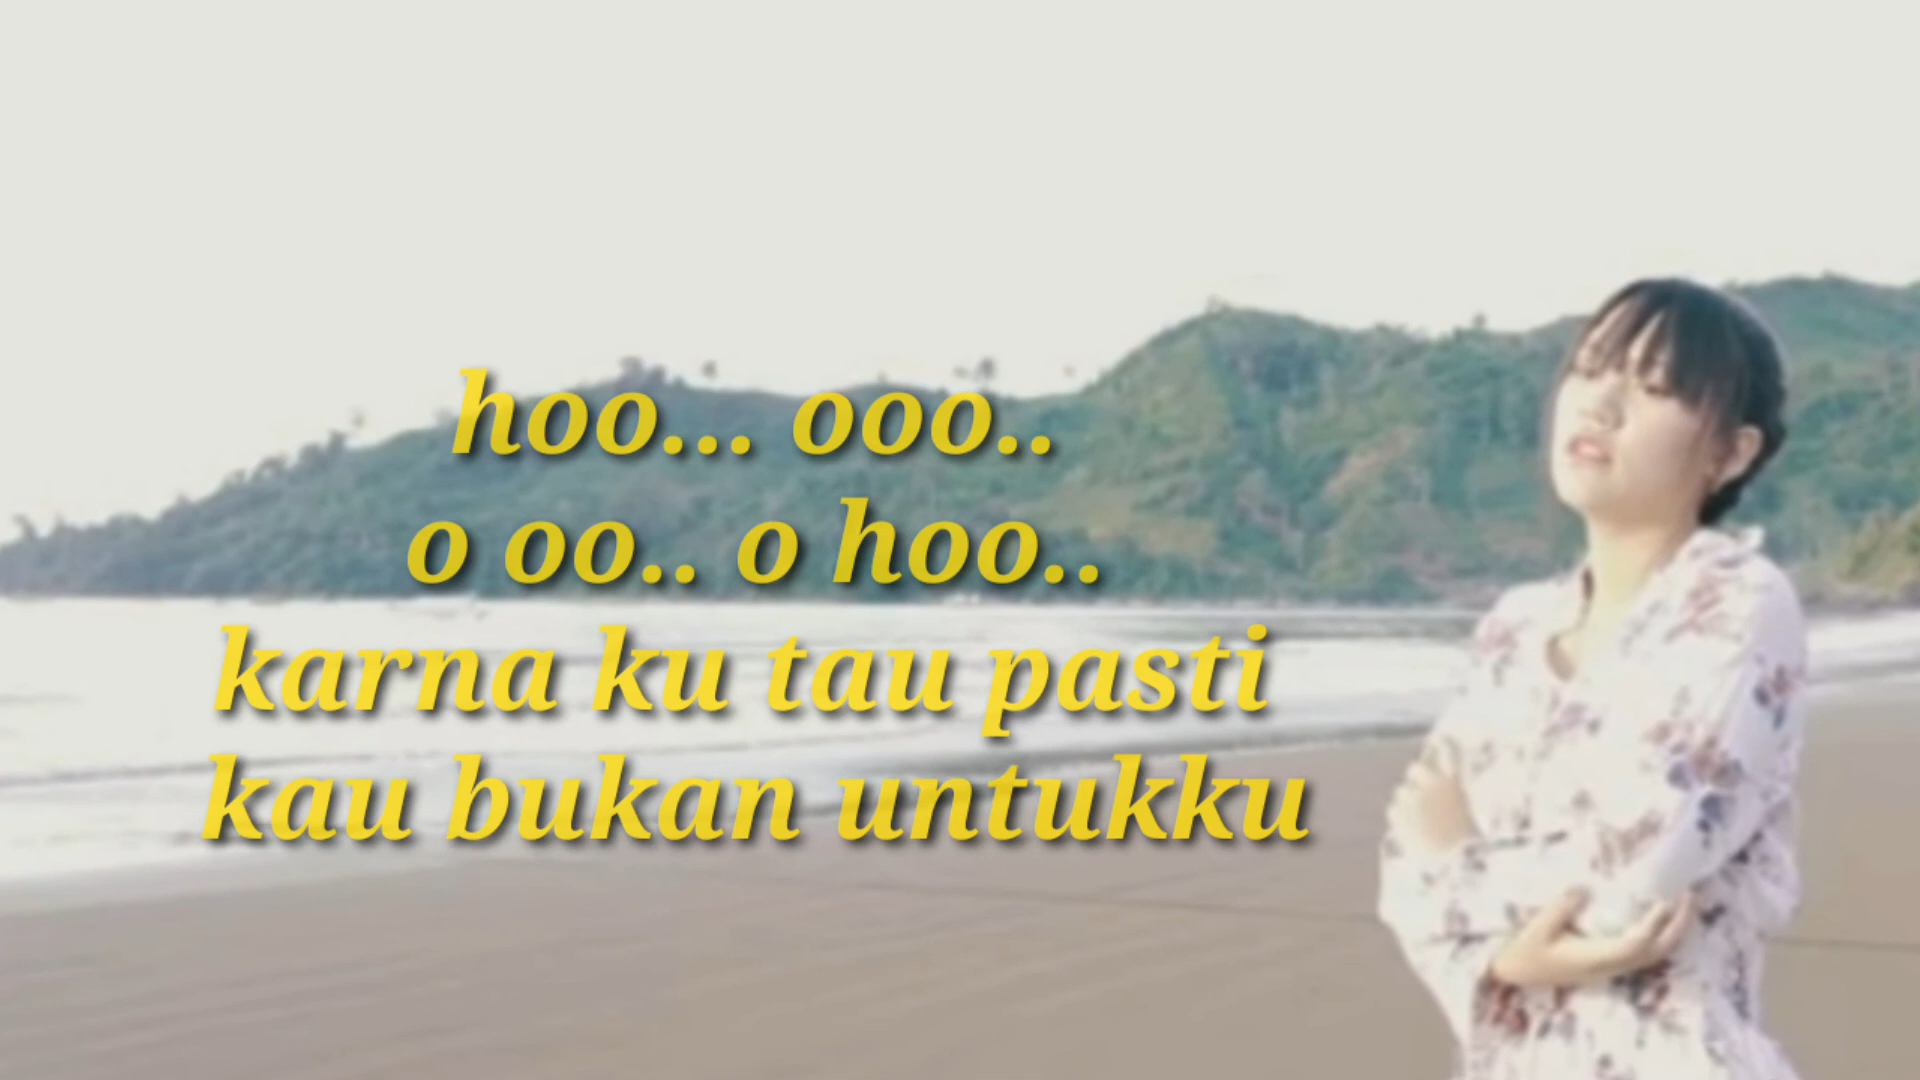 hoo... ooo..
o oo.. o hoo..
karna ku tau pasti
kau bukan untukku